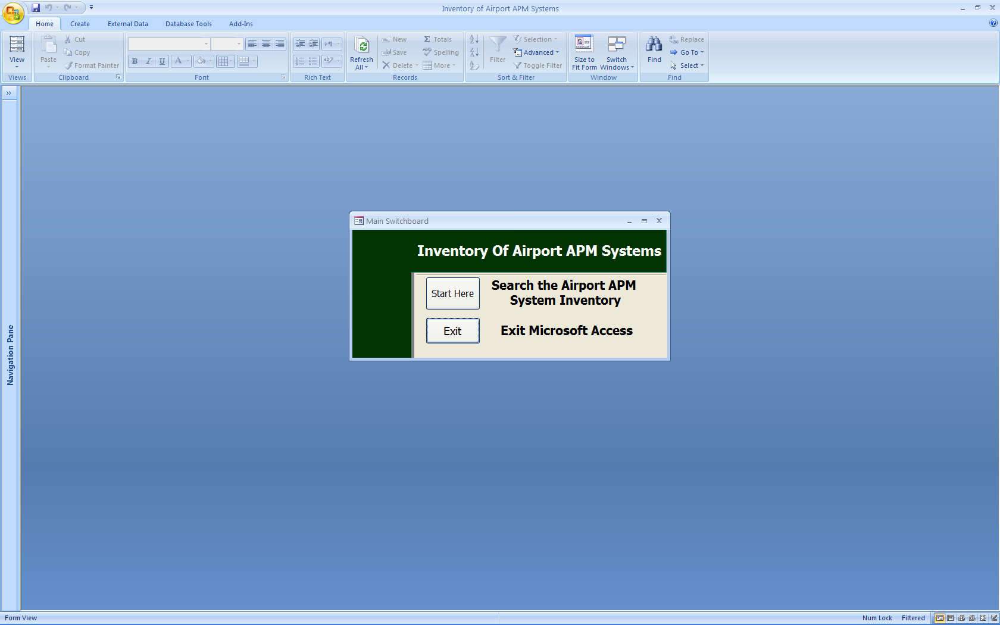 Inventory of Airport APM Systems
Home Create External Data Database Tools Add-Ins
View
Views
Paste
Cut
Copy
Format Painter
Clipboard
B I U A
Font
ab
Rich Text
Refresh
All
New
Save
Delete
Σ Totals
Spelling
More
Records
A Z
Z A
Filter
Selection
Advanced
Toggle Filter
Sort & Filter
Size to
Fit Form
Switch
Windows
Window
Find
Replace
Go To
Select
Find
Navigation Pane
Main Switchboard
Inventory Of Airport APM Systems
Start Here
Search the Airport APM
System Inventory
Exit
Exit Microsoft Access
Form View
Num Lock
Filtered